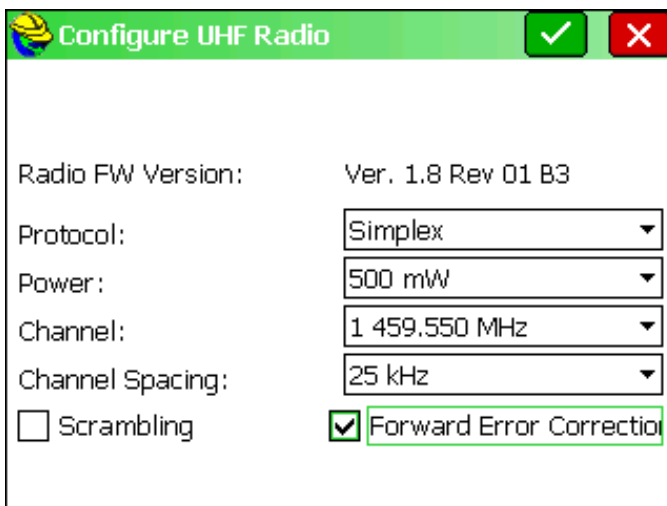 Configure UHF Radio
Radio FW Version: Ver. 1.8 Rev 01 B3
Protocol: Simplex
Power: 500 mW
Channel: 1 459.550 MHz
Channel Spacing: 25 kHz
Scrambling Forward Error Correctio